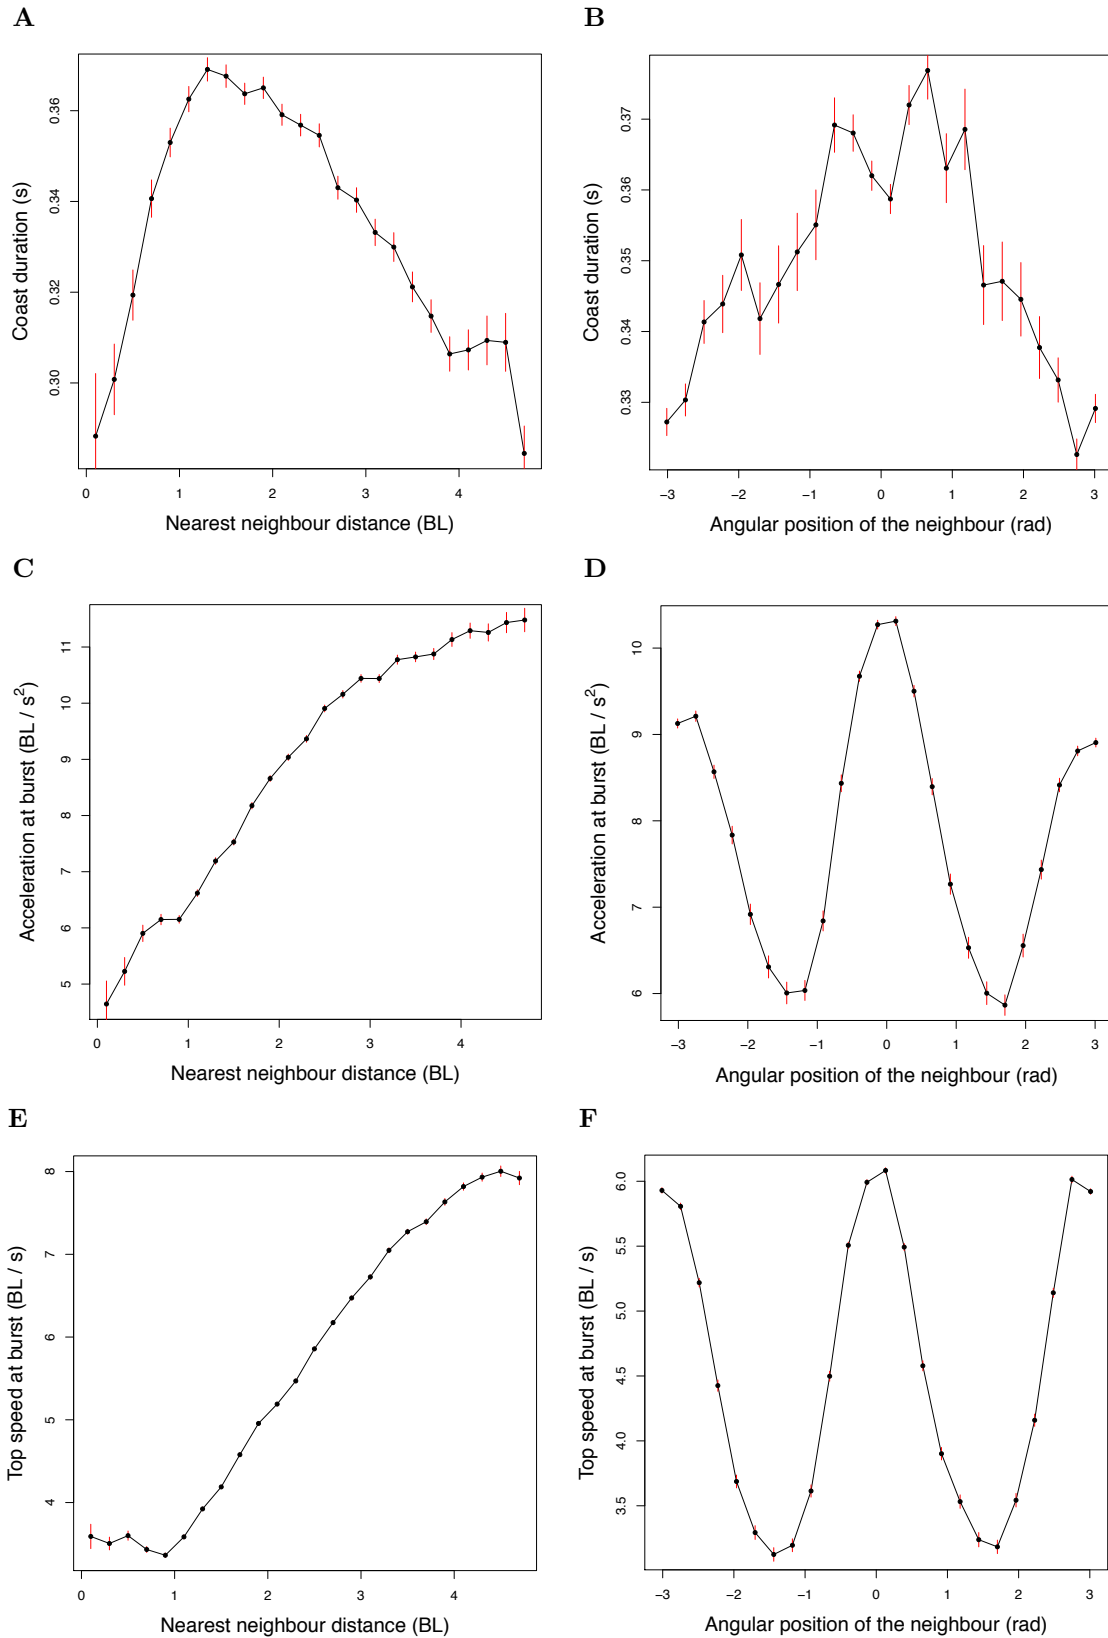 A
B
0.36
0.34
0.32
0.30
Coast duration (s)
0 1 2 3 4
Nearest neighbour distance (BL)
0.37
0.36
0.35
0.34
0.33
Coast duration (s)
−3 −2 −1 0 1 2 3
Angular position of the neighbour (rad)
C
D
11
10
9
8
7
6
5
Acceleration at burst (BL / s²)
0 1 2 3 4
Nearest neighbour distance (BL)
10
9
8
7
6
Acceleration at burst (BL / s²)
−3 −2 −1 0 1 2 3
Angular position of the neighbour (rad)
E
F
8
7
6
5
4
Top speed at burst (BL / s)
0 1 2 3 4
Nearest neighbour distance (BL)
6.0
5.5
5.0
4.5
4.0
3.5
Top speed at burst (BL / s)
−3 −2 −1 0 1 2 3
Angular position of the neighbour (rad)